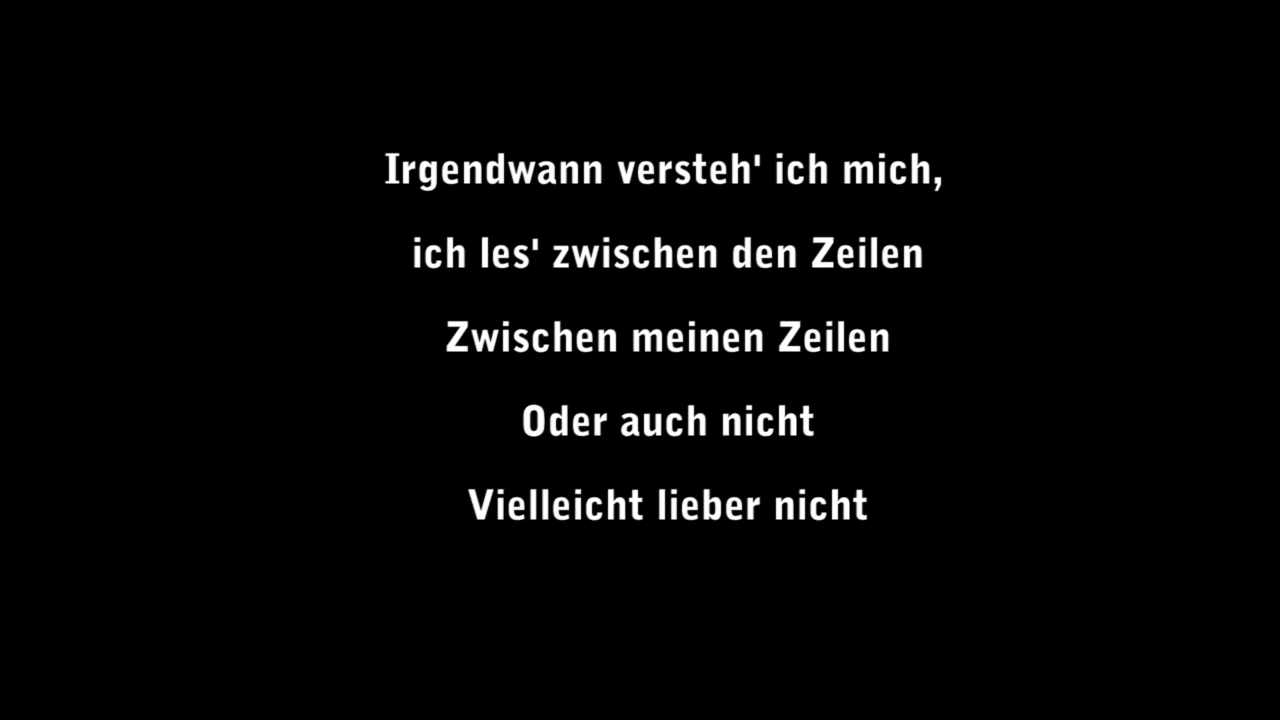 Irgendwann versteh' ich mich,
ich les' zwischen den Zeilen
Zwischen meinen Zeilen
Oder auch nicht
Vielleicht lieber nicht